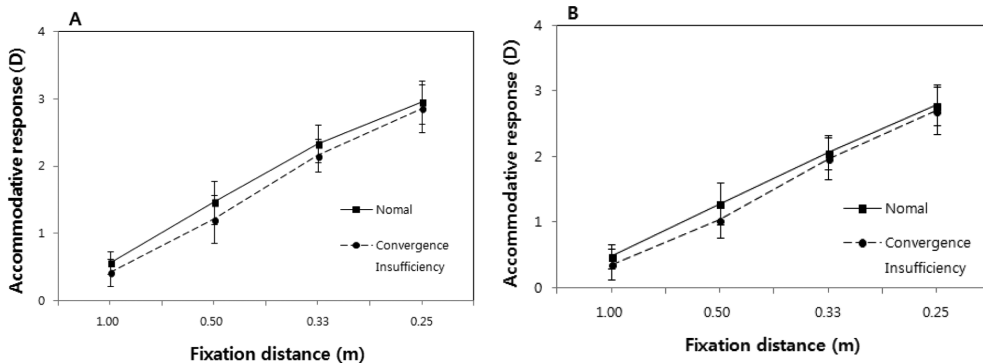 A
Accommodative response (D)
4
3
2
1
0
Nomal
Convergence
Insufficiency
1.00 0.50 0.33 0.25
Fixation distance (m)
B
Accommodative response (D)
4
3
2
1
0
Nomal
Convergence
Insufficiency
1.00 0.50 0.33 0.25
Fixation distance (m)